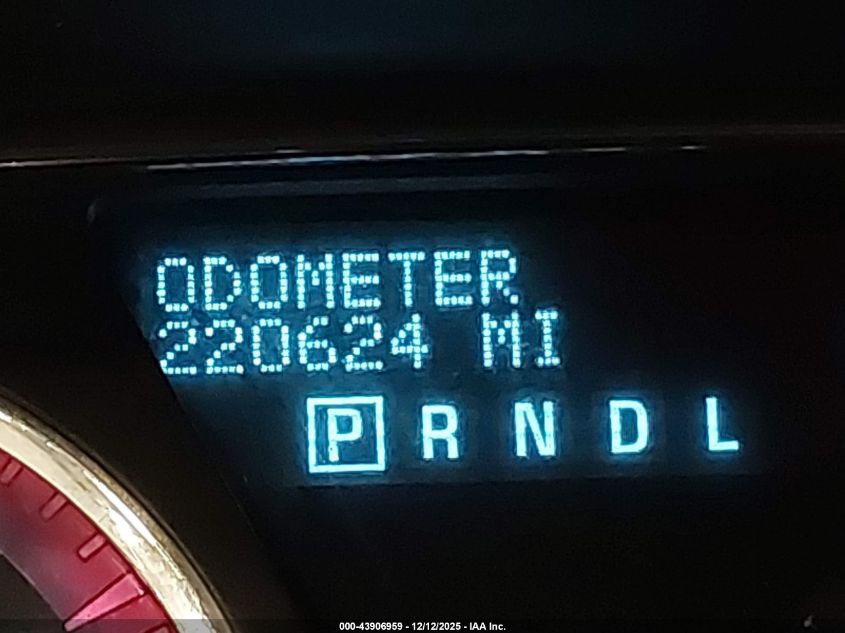 ODOMETER
220624 MI
P R N D L
000-43906959 - 12/12/2025 - IAA Inc.